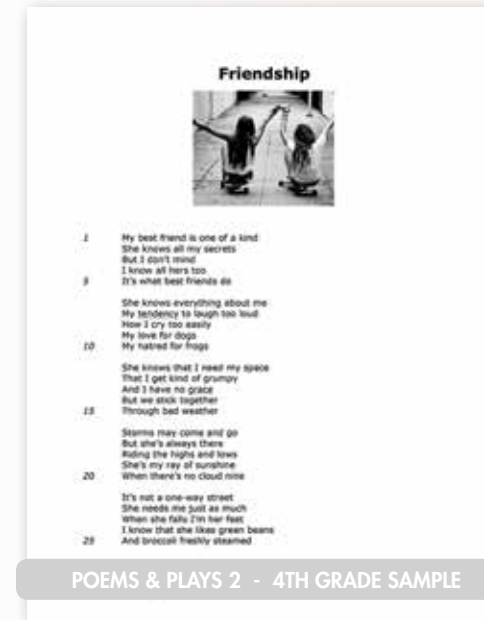 Friendship
1 My best friend is one of a kind
She knows all my secrets
But I don't mind
I know all hers too
5 It's what best friends do
She knows everything about me
My tendency to laugh too loud
How I cry too easily
My love for dogs
10 My hatred for frogs
She knows that I need my space
That I get kind of grumpy
And I have no grace
But we stick together
15 Through bad weather
Storms may come and go
But she's always there
Riding the highs and lows
She's my ray of sunshine
20 When there's no cloud nine
It's not a one-way street
She needs me just as much
When she falls I'm her feet
I know that she likes green beans
25 And broccoli freshly steamed
POEMS & PLAYS 2 - 4TH GRADE SAMPLE